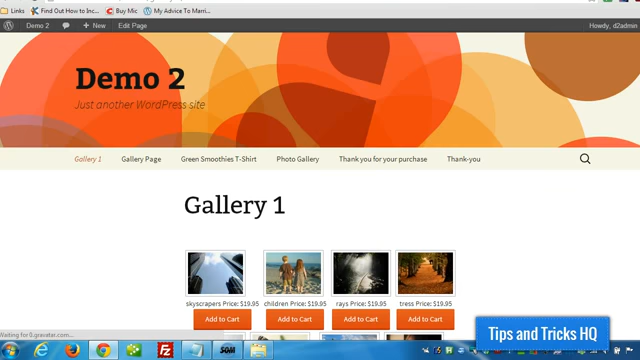 Links
Find Out How to Inc...
Buy Mic
My Advice To Marri...
Demo 2
+ New
Edit Page
Howdy, d2admin
Demo 2
Just another WordPress site
Gallery 1
Gallery Page
Green Smoothies T-Shirt
Photo Gallery
Thank you for your purchase
Thank-you
Gallery 1
skyscrapers Price: $19.95
children Price: $19.95
rays Price: $19.95
tress Price: $19.95
Add to Cart
Add to Cart
Add to Cart
Add to Cart
Waiting for 0.gravatar.com...
Tips and Tricks HQ
SOM